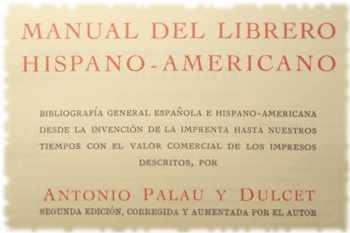 MANUAL DEL LIBRERO
HISPANO-AMERICANO
BIBLIOGRAFÍA GENERAL ESPAÑOLA E HISPANO-AMERICANA
DESDE LA INVENCIÓN DE LA IMPRENTA HASTA NUESTROS
TIEMPOS CON EL VALOR COMERCIAL DE LOS IMPRESOS
DESCRITOS, POR
ANTONIO PALAU Y DULCET
SEGUNDA EDICIÓN, CORREGIDA Y AUMENTADA POR EL AUTOR